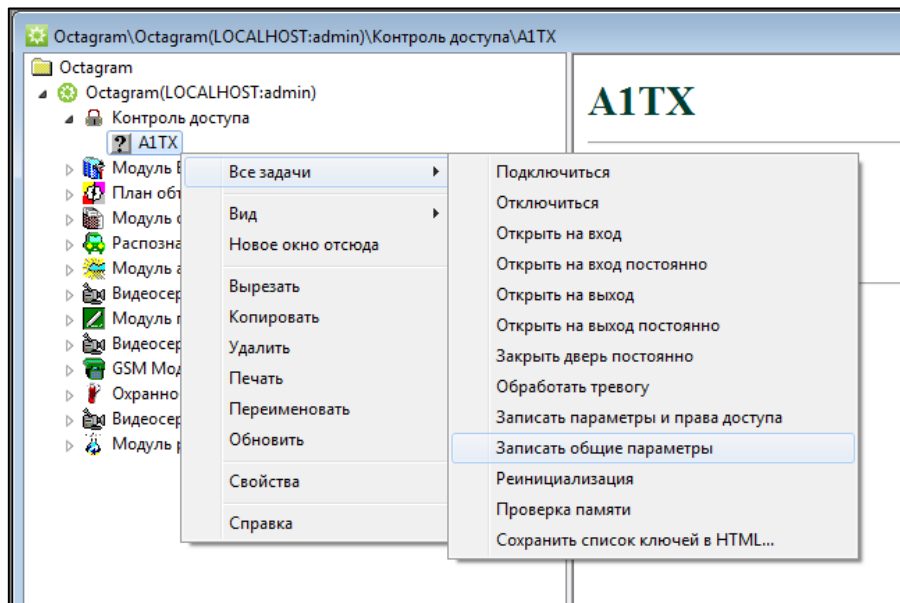 Octagram\Octagram(LOCALHOST:admin)\Контроль доступа\A1TX
Octagram
Octagram(LOCALHOST:admin)
Контроль доступа
A1TX
Модуль
План
Модуль
Распозна
Модуль
Видеосер
Модуль
Видеосер
GSM Мод
Охранно
Видеосер
Модуль
Все задачи
Вид
Новое окно отсюда
Вырезать
Копировать
Удалить
Печать
Переименовать
Обновить
Свойства
Справка
Подключиться
Отключиться
Открыть на вход
Открыть на вход постоянно
Открыть на выход
Открыть на выход постоянно
Закрыть дверь постоянно
Обработать тревогу
Записать параметры и права доступа
Записать общие параметры
Реинициализация
Проверка памяти
Сохранить список ключей в HTML...
A1TX